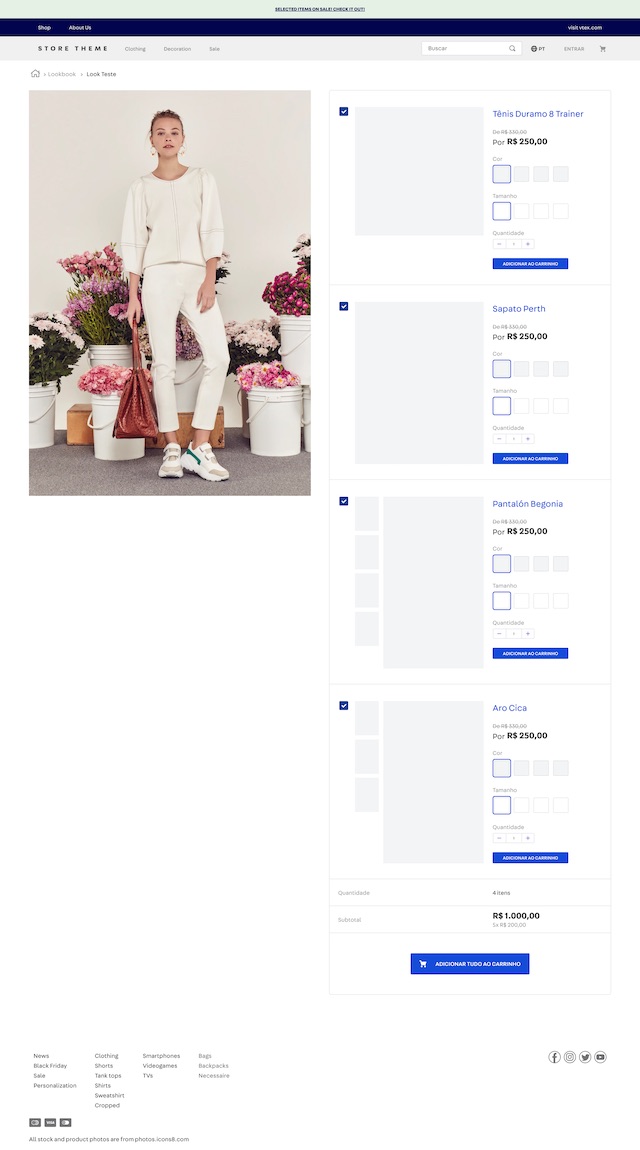 SELECTED ITEMS ON SALE! CHECK IT OUT!
Shop About Us visit vtex.com
STORE THEME Clothing Decoration Sale Buscar PT ENTRAR
Lookbook › Look Teste
Tênis Duramo 8 Trainer
De R$ 330,00
Por R$ 250,00
Cor
Tamanho
Quantidade
− 1 +
ADICIONAR AO CARRINHO
Sapato Perth
De R$ 330,00
Por R$ 250,00
Cor
Tamanho
Quantidade
− 1 +
ADICIONAR AO CARRINHO
Pantalón Begonia
De R$ 330,00
Por R$ 250,00
Cor
Tamanho
Quantidade
− 1 +
ADICIONAR AO CARRINHO
Aro Cica
De R$ 330,00
Por R$ 250,00
Cor
Tamanho
Quantidade
− 1 +
ADICIONAR AO CARRINHO
Quantidade 4 itens
Subtotal R$ 1.000,00
5x R$ 200,00
ADICIONAR TUDO AO CARRINHO
News Clothing Smartphones Bags
Black Friday Shorts Videogames Backpacks
Sale Tank tops TVs Necessaire
Personalization Shirts
Sweatshirt
Cropped
VISA
All stock and product photos are from photos.icons8.com